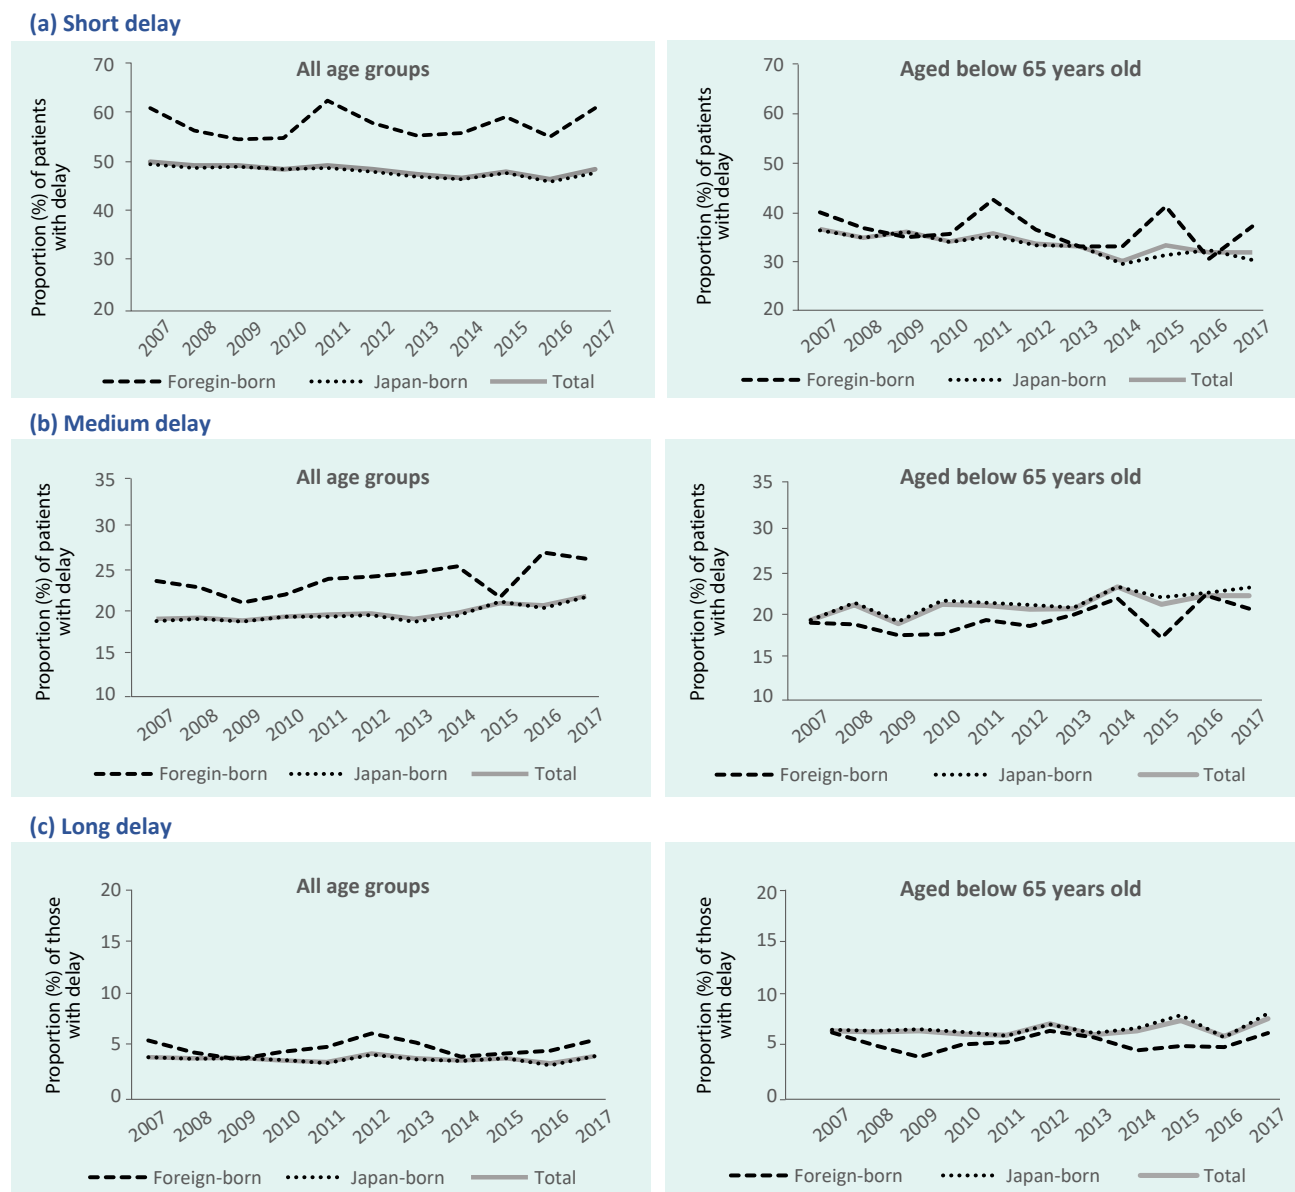 (a) Short delay
All age groups
Proportion (%) of patients
with delay
70
60
50
40
30
20
2007
2008
2009
2010
2011
2012
2013
2014
2015
2016
2017
Foregin-born
Japan-born
Total
Aged below 65 years old
Proportion (%) of patients
with delay
70
60
50
40
30
20
2007
2008
2009
2010
2011
2012
2013
2014
2015
2016
2017
Foregin-born
Japan-born
Total
(b) Medium delay
All age groups
Proportion (%) of patients
with delay
35
30
25
20
15
10
2007
2008
2009
2010
2011
2012
2013
2014
2015
2016
2017
Foregin-born
Japan-born
Total
Aged below 65 years old
Proportion (%) of patients
with delay
35
30
25
20
15
10
2007
2008
2009
2010
2011
2012
2013
2014
2015
2016
2017
Foreign-born
Japan-born
Total
(c) Long delay
All age groups
Proportion (%) of those
with delay
20
15
10
5
0
2007
2008
2009
2010
2011
2012
2013
2014
2015
2016
2017
Foreign-born
Japan-born
Total
Aged below 65 years old
Proportion (%) of those
with delay
20
15
10
5
0
2007
2008
2009
2010
2011
2012
2013
2014
2015
2016
2017
Foreign-born
Japan-born
Total